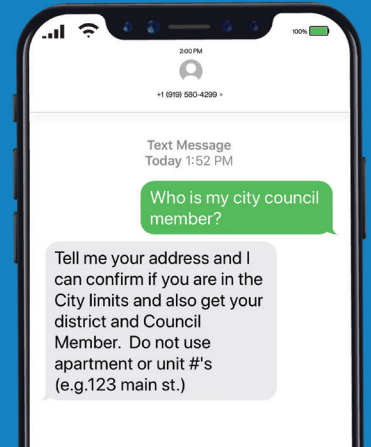 100%
2:00 PM
+1 (919) 580-4299 >
Text Message
Today 1:52 PM
Who is my city council
member?
Tell me your address and I
can confirm if you are in the
City limits and also get your
district and Council
Member. Do not use
apartment or unit #'s
(e.g.123 main st.)